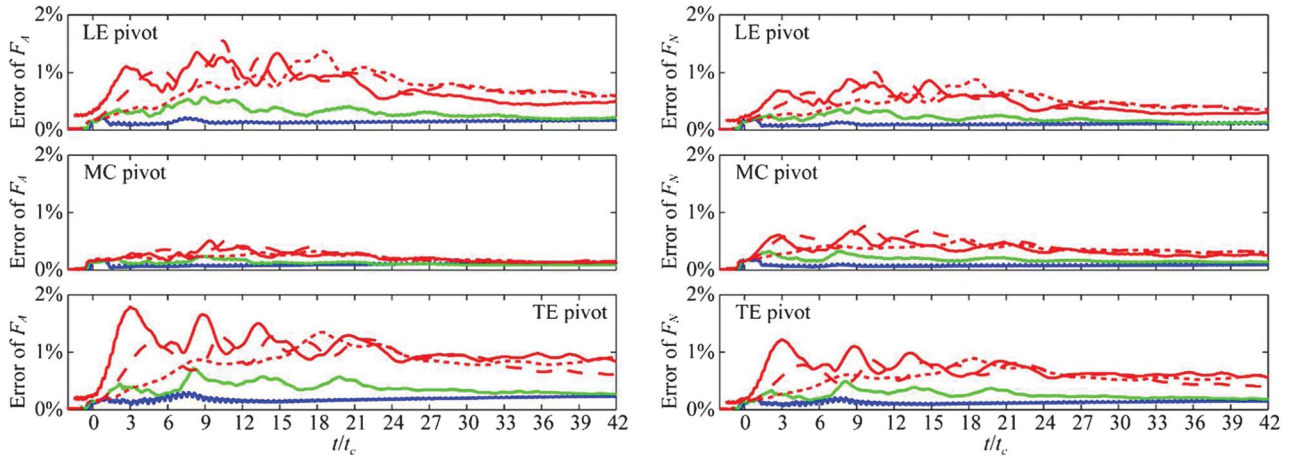 2%
1%
0%
Error of F_A
LE pivot
2%
1%
0%
Error of F_N
LE pivot
2%
1%
0%
Error of F_A
MC pivot
2%
1%
0%
Error of F_N
MC pivot
2%
1%
0%
Error of F_A
TE pivot
0 3 6 9 12 15 18 21 24 27 30 33 36 39 42
t/t_c
2%
1%
0%
Error of F_N
TE pivot
0 3 6 9 12 15 18 21 24 27 30 33 36 39 42
t/t_c